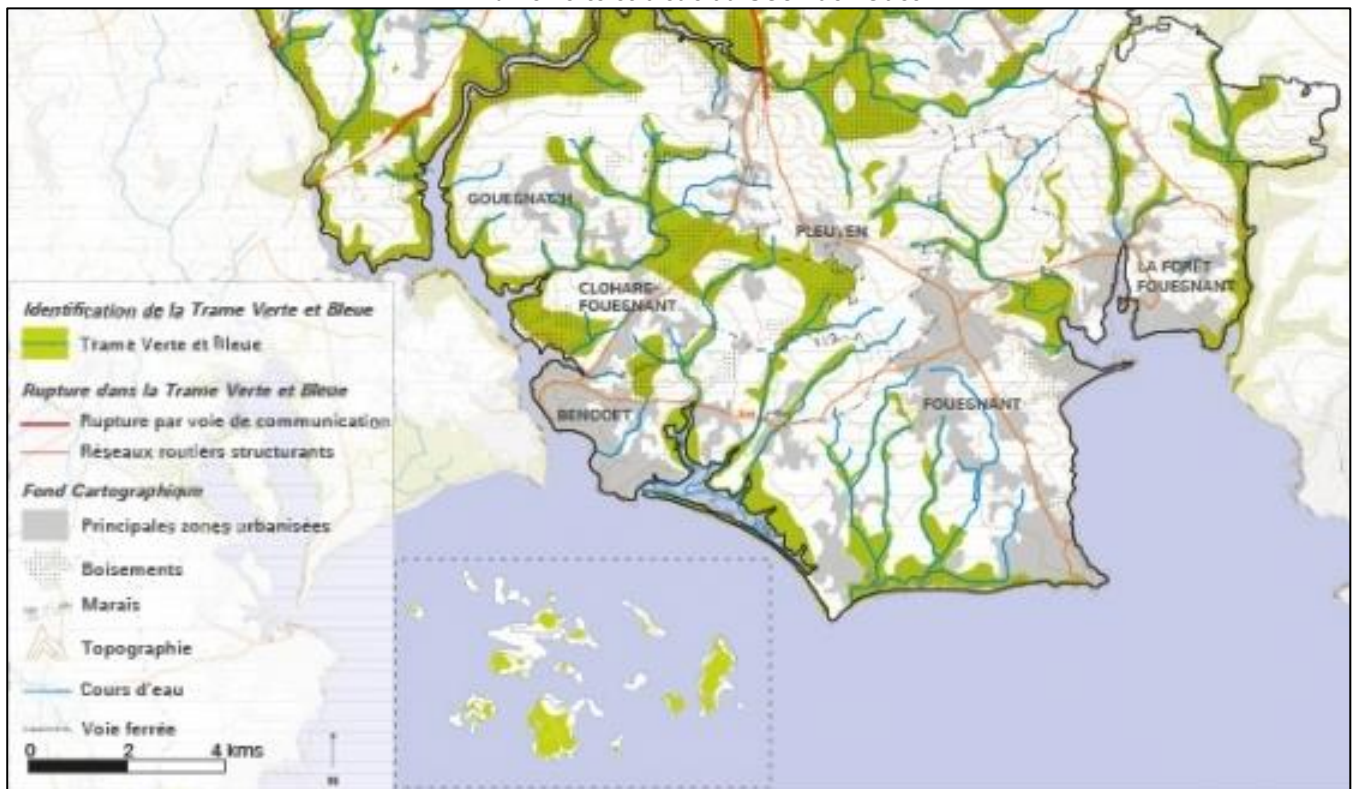 GOUESNAC'H
PLEUVEN
LA FORÊT
FOUESNANT
CLOHARS-
FOUESNANT
BENODET
FOUESNANT
Identification de la Trame Verte et Bleue
Trame Verte et Bleue
Rupture dans la Trame Verte et Bleue
Rupture par voie de communication
Réseaux routiers structurants
Fond Cartographique
Principales zones urbanisées
Boisements
Marais
Topographie
Cours d'eau
Voie ferrée
0 2 4 kms
N